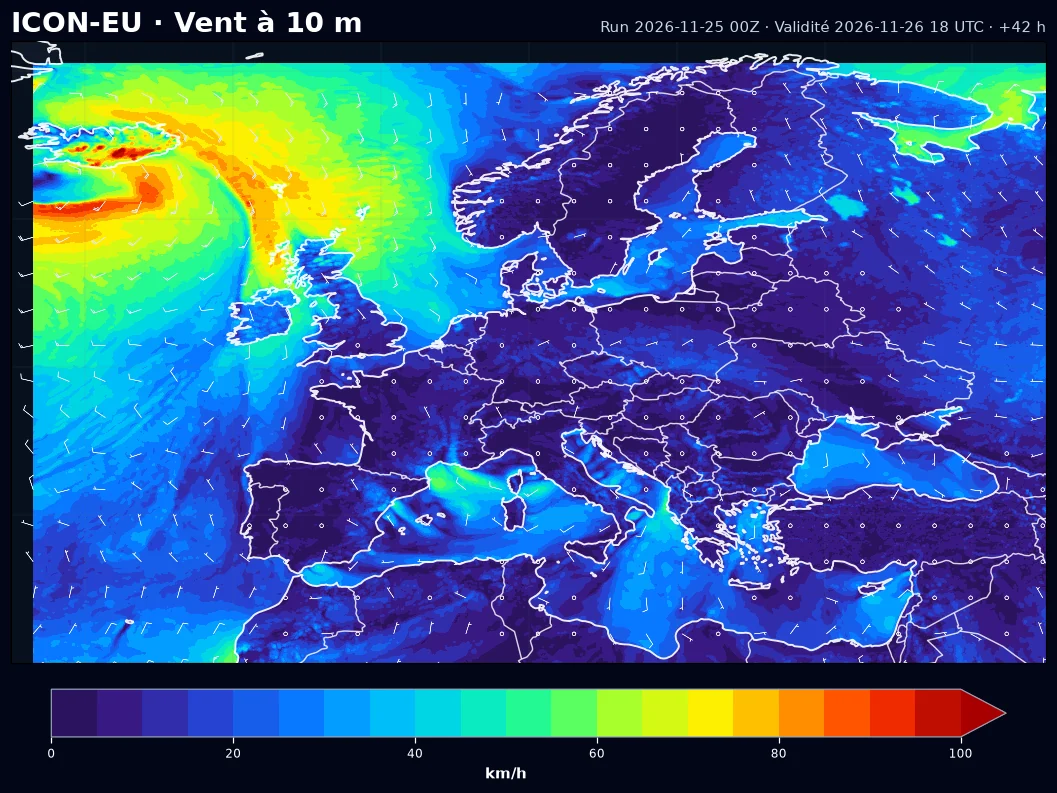 ICON-EU · Vent à 10 m
Run 2026-11-25 00Z · Validité 2026-11-26 18 UTC · +42 h
0 20 40 60 80 100
km/h